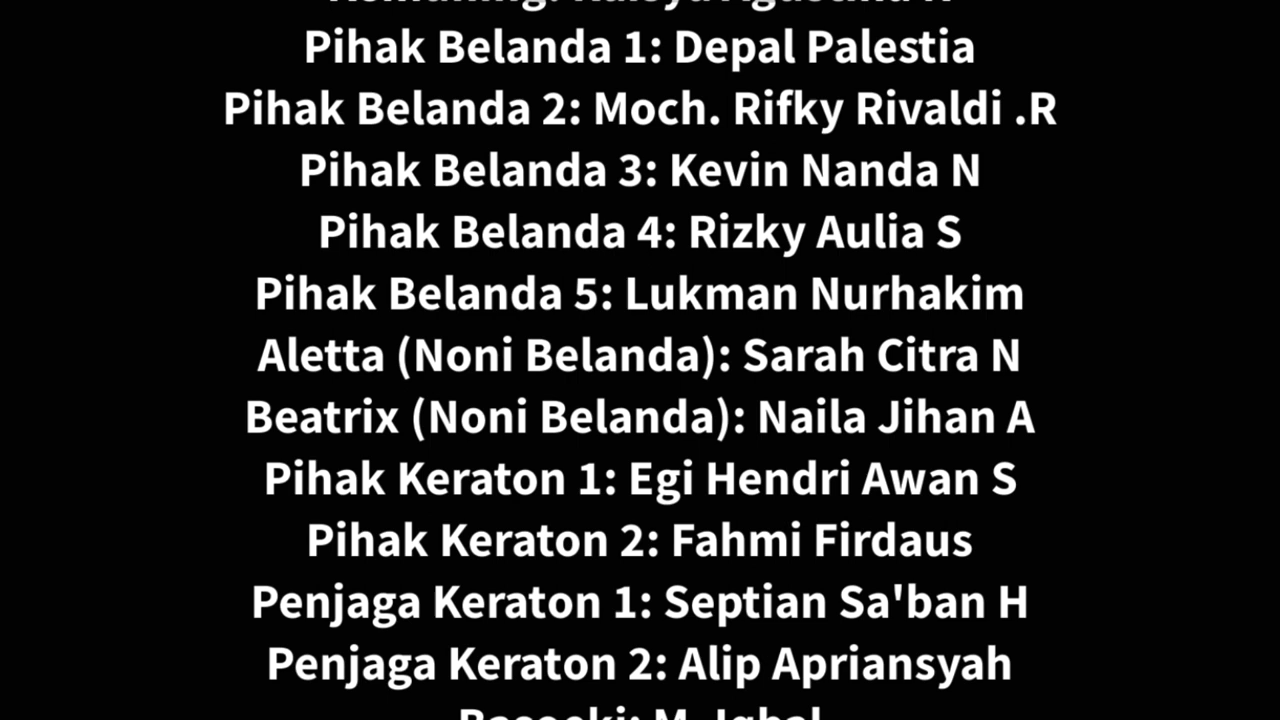 Pihak Belanda 1: Depal Palestia
Pihak Belanda 2: Moch. Rifky Rivaldi .R
Pihak Belanda 3: Kevin Nanda N
Pihak Belanda 4: Rizky Aulia S
Pihak Belanda 5: Lukman Nurhakim
Aletta (Noni Belanda): Sarah Citra N
Beatrix (Noni Belanda): Naila Jihan A
Pihak Keraton 1: Egi Hendri Awan S
Pihak Keraton 2: Fahmi Firdaus
Penjaga Keraton 1: Septian Sa'ban H
Penjaga Keraton 2: Alip Apriansyah
M. Iqbal